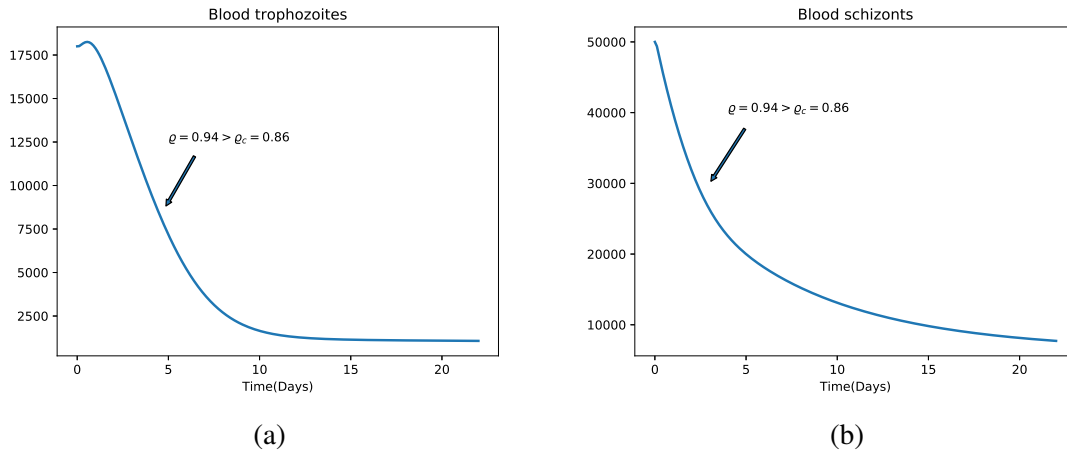 Blood trophozoites
17500
15000
12500
10000
7500
5000
2500
ϱ = 0.94 > ϱc = 0.86
0 5 10 15 20
Time(Days)
(a)
Blood schizonts
50000
40000
30000
20000
10000
ϱ = 0.94 > ϱc = 0.86
0 5 10 15 20
Time(Days)
(b)